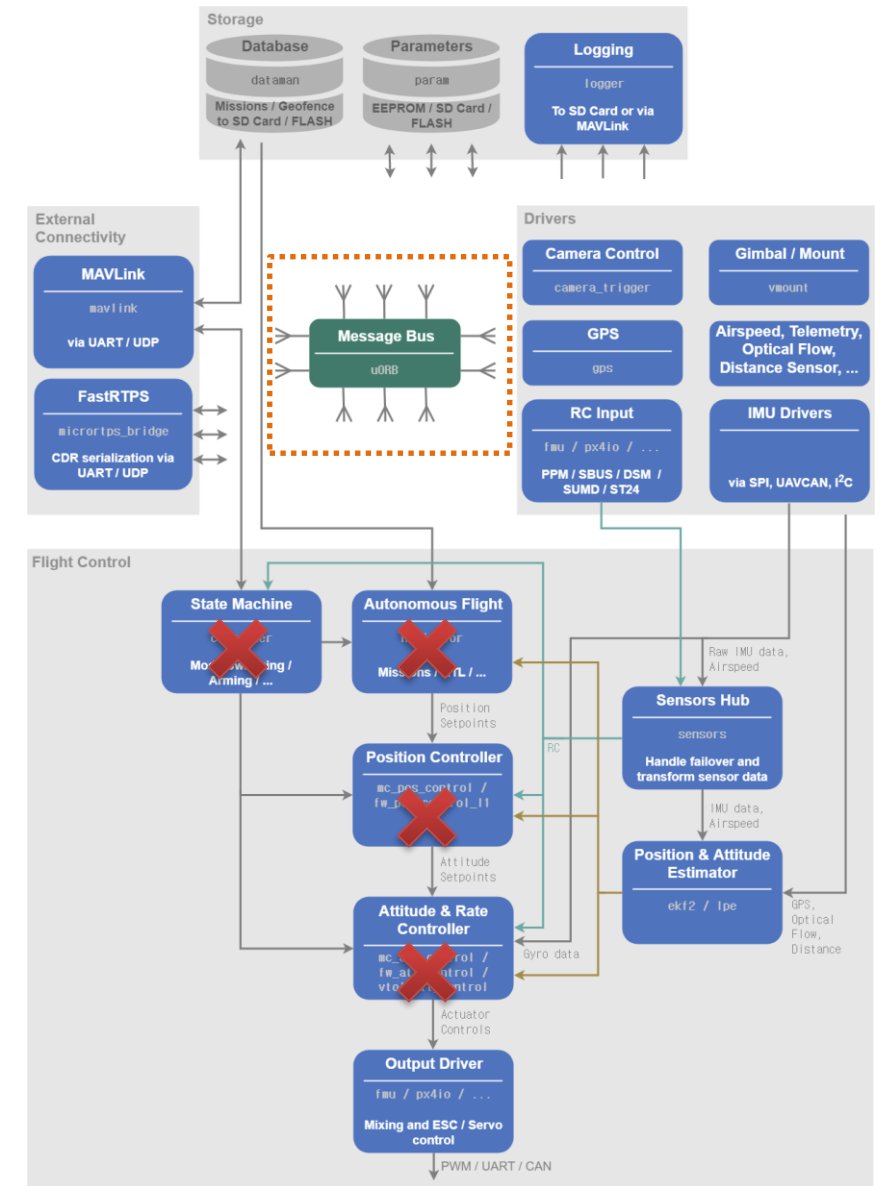 Storage
Database
dataman
Missions / Geofence
to SD Card / FLASH
Parameters
param
EEPROM / SD Card /
FLASH
Logging
logger
To SD Card or via
MAVLink
External
Connectivity
MAVLink
mavlink
via UART / UDP
FastRTPS
micrortps_bridge
CDR serialization via
UART / UDP
Message Bus
uORB
Drivers
Camera Control
camera_trigger
Gimbal / Mount
vmount
GPS
gps
Airspeed, Telemetry,
Optical Flow,
Distance Sensor, ...
RC Input
fmu / px4io / ...
PPM / SBUS / DSM /
SUMD / ST24
IMU Drivers
via SPI, UAVCAN, I²C
Flight Control
State Machine
Arming / ...
Autonomous Flight
Missions / ...
Raw IMU data,
Airspeed
Position
Setpoints
Sensors Hub
sensors
Handle failover and
transform sensor data
RC
Position Controller
mc_pos_control /
IMU data,
Airspeed
Attitude
Setpoints
Position & Attitude
Estimator
ekf2 / lpe
GPS,
Optical
Flow,
Distance
Attitude & Rate
Controller
Gyro data
Actuator
Controls
Output Driver
fmu / px4io / ...
Mixing and ESC / Servo
control
PWM / UART / CAN